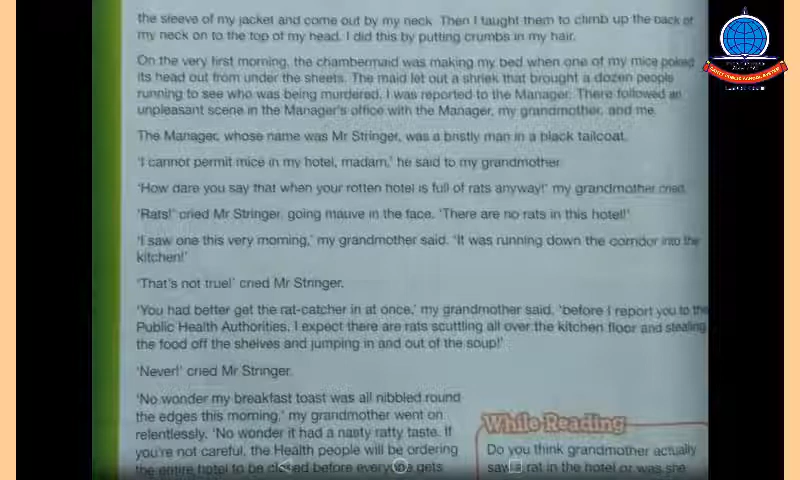 the sleeve of my jacket and come out by my neck. Then I taught them to climb up the back of
my neck on to the top of my head. I did this by putting crumbs in my hair.
On the very first morning, the chambermaid was making my bed when one of my mice poked
its head out from under the sheets. The maid let out a shriek that brought a dozen people
running to see who was being murdered. I was reported to the Manager. There followed an
unpleasant scene in the Manager's office with the Manager, my grandmother, and me.
The Manager, whose name was Mr Stringer, was a bristly man in a black tailcoat.
'I cannot permit mice in my hotel, madam,' he said to my grandmother.
'How dare you say that when your rotten hotel is full of rats anyway!' my grandmother cried.
'Rats!' cried Mr Stringer, going mauve in the face. 'There are no rats in this hotel!'
'I saw one this very morning,' my grandmother said. 'It was running down the corridor into the
kitchen!'
'That's not true!' cried Mr Stringer.
'You had better get the rat-catcher in at once,' my grandmother said, 'before I report you to the
Public Health Authorities. I expect there are rats scuttling all over the kitchen floor and stealing
the food off the shelves and jumping in and out of the soup!'
'Never!' cried Mr Stringer.
'No wonder my breakfast toast was all nibbled round
the edges this morning,' my grandmother went on
relentlessly. 'No wonder it had a nasty ratty taste. If
you're not careful, the Health people will be ordering
the entire hotel to be closed before everyone gets
While Reading
Do you think grandmother actually
saw a rat in the hotel or was she